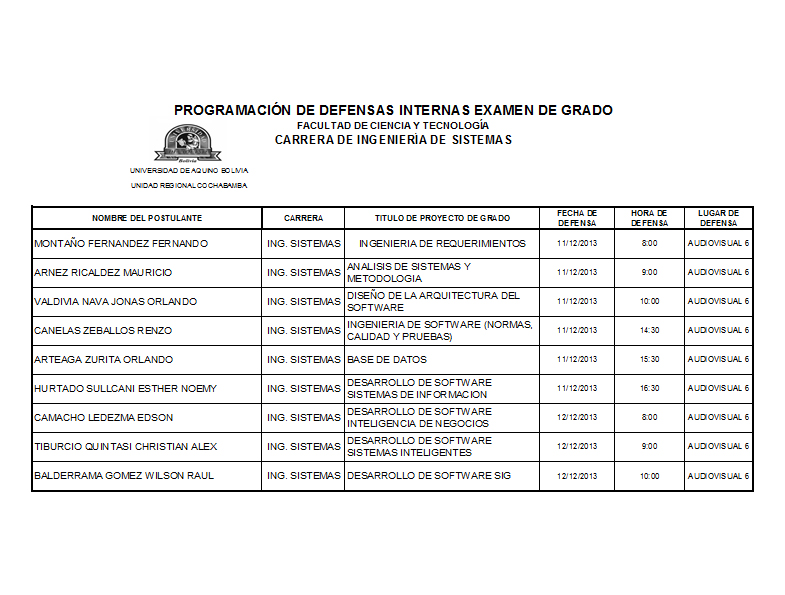 PROGRAMACIÓN DE DEFENSAS INTERNAS EXAMEN DE GRADO
FACULTAD DE CIENCIA Y TECNOLOGÍA
CARRERA DE INGENIERÌA DE SISTEMAS
Bolivia
UNIVERSIDAD DE AQUINO BOLIVIA
UNIDAD REGIONAL COCHABAMBA
NOMBRE DEL POSTULANTE CARRERA TITULO DE PROYECTO DE GRADO FECHA DE DEFENSA HORA DE DEFENSA LUGAR DE DEFENSA
MONTAÑO FERNANDEZ FERNANDO ING. SISTEMAS INGENIERIA DE REQUERIMIENTOS 11/12/2013 8:00 AUDIOVISUAL 6
ARNEZ RICALDEZ MAURICIO ING. SISTEMAS ANALISIS DE SISTEMAS Y METODOLOGIA 11/12/2013 9:00 AUDIOVISUAL 6
VALDIVIA NAVA JONAS ORLANDO ING. SISTEMAS DISEÑO DE LA ARQUITECTURA DEL SOFTWARE 11/12/2013 10:00 AUDIOVISUAL 6
CANELAS ZEBALLOS RENZO ING. SISTEMAS INGENIERIA DE SOFTWARE (NORMAS, CALIDAD Y PRUEBAS) 11/12/2013 14:30 AUDIOVISUAL 6
ARTEAGA ZURITA ORLANDO ING. SISTEMAS BASE DE DATOS 11/12/2013 15:30 AUDIOVISUAL 6
HURTADO SULLCANI ESTHER NOEMY ING. SISTEMAS DESARROLLO DE SOFTWARE SISTEMAS DE INFORMACION 11/12/2013 16:30 AUDIOVISUAL 6
CAMACHO LEDEZMA EDSON ING. SISTEMAS DESARROLLO DE SOFTWARE INTELIGENCIA DE NEGOCIOS 12/12/2013 8:00 AUDIOVISUAL 6
TIBURCIO QUINTASI CHRISTIAN ALEX ING. SISTEMAS DESARROLLO DE SOFTWARE SISTEMAS INTELIGENTES 12/12/2013 9:00 AUDIOVISUAL 6
BALDERRAMA GOMEZ WILSON RAUL ING. SISTEMAS DESARROLLO DE SOFTWARE SIG 12/12/2013 10:00 AUDIOVISUAL 6